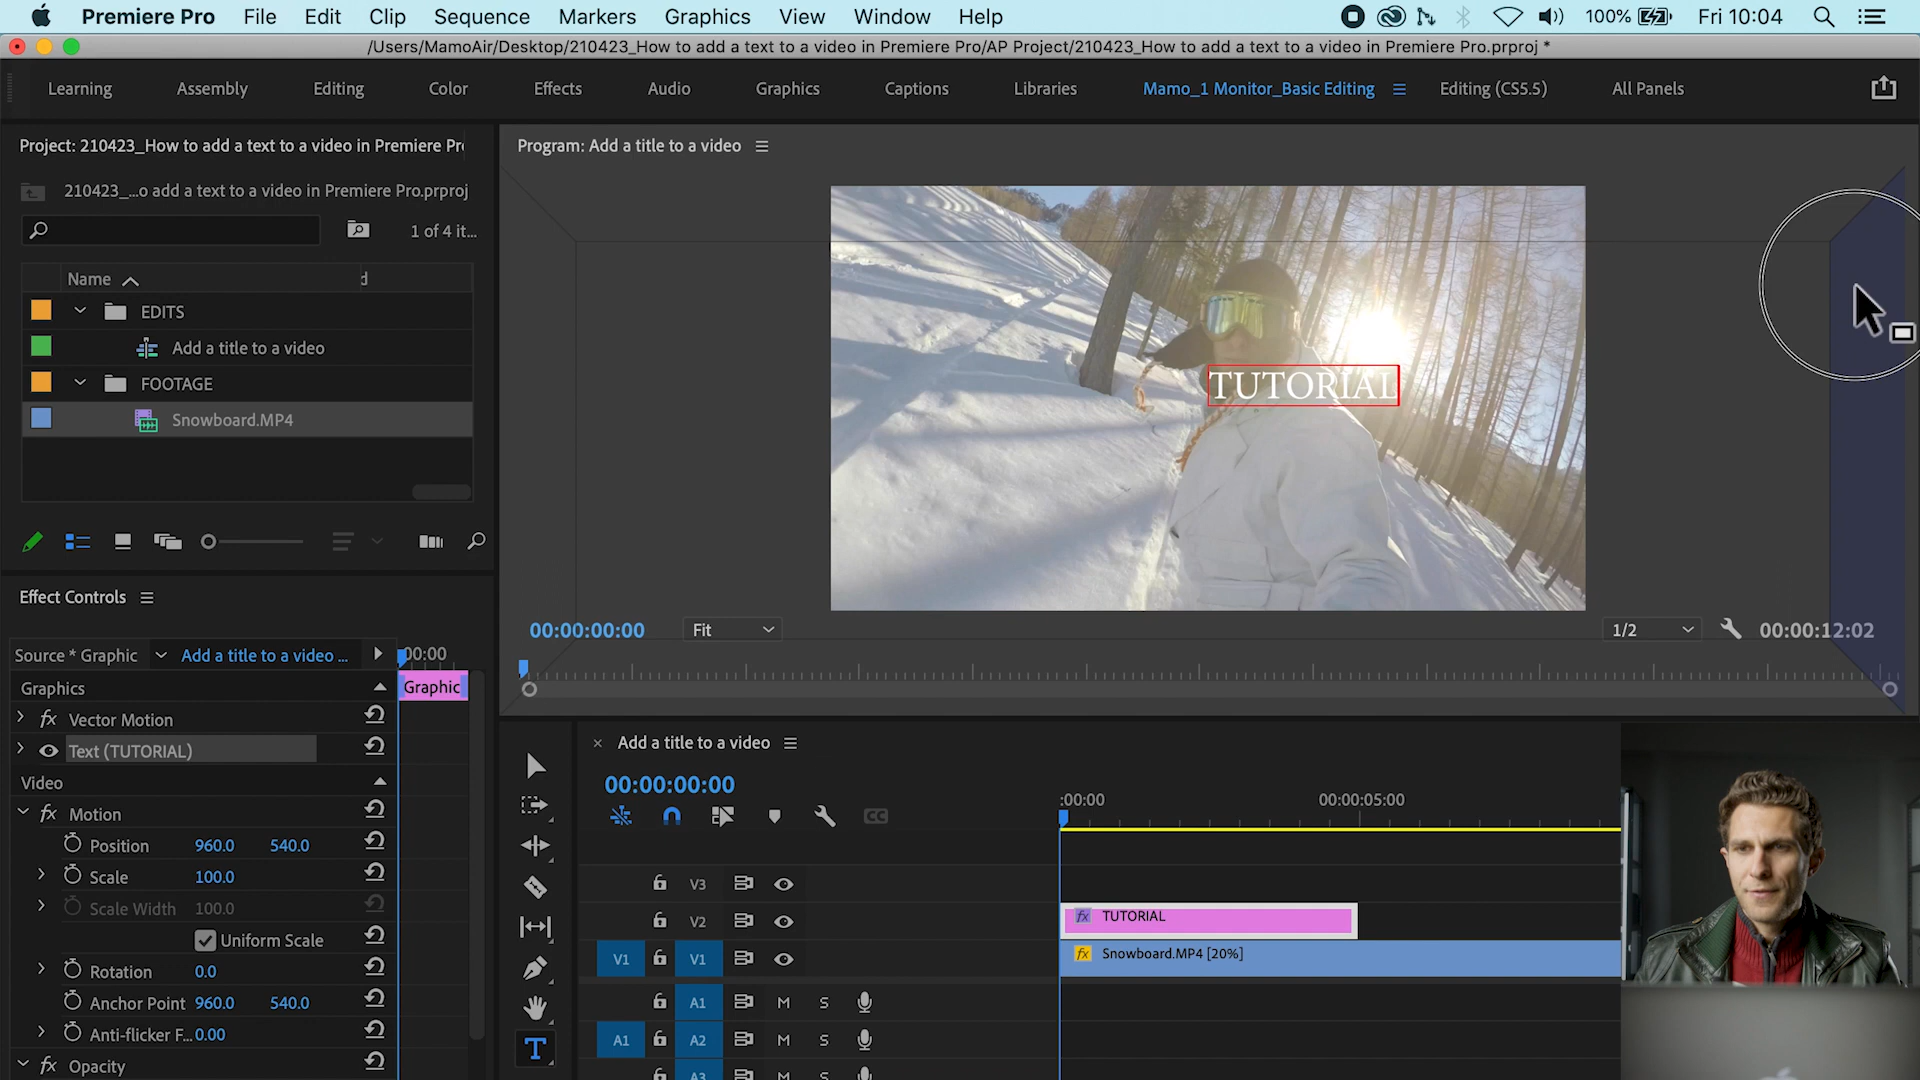 Premiere Pro File Edit Clip Sequence Markers Graphics View Window Help 100% Fri 10:04
/Users/MamoAir/Desktop/210423_How to add a text to a video in Premiere Pro/AP Project/210423_How to add a text to a video in Premiere Pro.prproj *
Learning Assembly Editing Color Effects Audio Graphics Captions Libraries Mamo_1 Monitor_Basic Editing Editing (CS5.5) All Panels
Project: 210423_How to add a text to a video in Premiere Pr
210423_...o add a text to a video in Premiere Pro.prproj
1 of 4 it...
Name
EDITS
Add a title to a video
FOOTAGE
Snowboard.MP4
Program: Add a title to a video
TUTORIAL
00:00:00:00 Fit 1/2 00:00:12:02
Effect Controls
Source * Graphic Add a title to a video ... 00:00
Graphics Graphic
fx Vector Motion
Text (TUTORIAL)
Video
fx Motion
Position 960.0 540.0
Scale 100.0
Scale Width 100.0
Uniform Scale
Rotation 0.0
Anchor Point 960.0 540.0
Anti-flicker F... 0.00
fx Opacity
× Add a title to a video
00:00:00:00
CC
:00:00 00:00:05:00
V3
V2 fx TUTORIAL
V1 V1 fx Snowboard.MP4 [20%]
A1 M S
A1 A2 M S
A3 M S
T